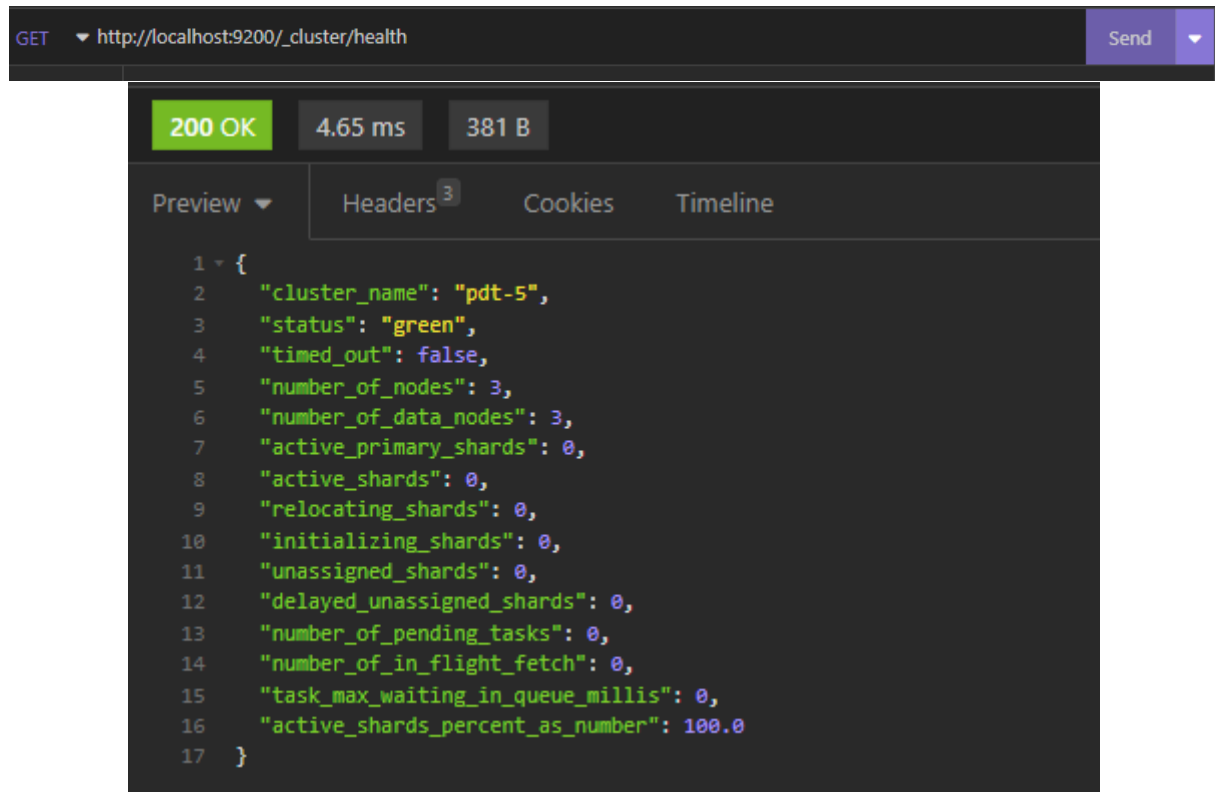 GET http://localhost:9200/_cluster/health Send
200 OK 4.65 ms 381 B
Preview Headers 3 Cookies Timeline
1 {
2 "cluster_name": "pdt-5",
3 "status": "green",
4 "timed_out": false,
5 "number_of_nodes": 3,
6 "number_of_data_nodes": 3,
7 "active_primary_shards": 0,
8 "active_shards": 0,
9 "relocating_shards": 0,
10 "initializing_shards": 0,
11 "unassigned_shards": 0,
12 "delayed_unassigned_shards": 0,
13 "number_of_pending_tasks": 0,
14 "number_of_in_flight_fetch": 0,
15 "task_max_waiting_in_queue_millis": 0,
16 "active_shards_percent_as_number": 100.0
17 }